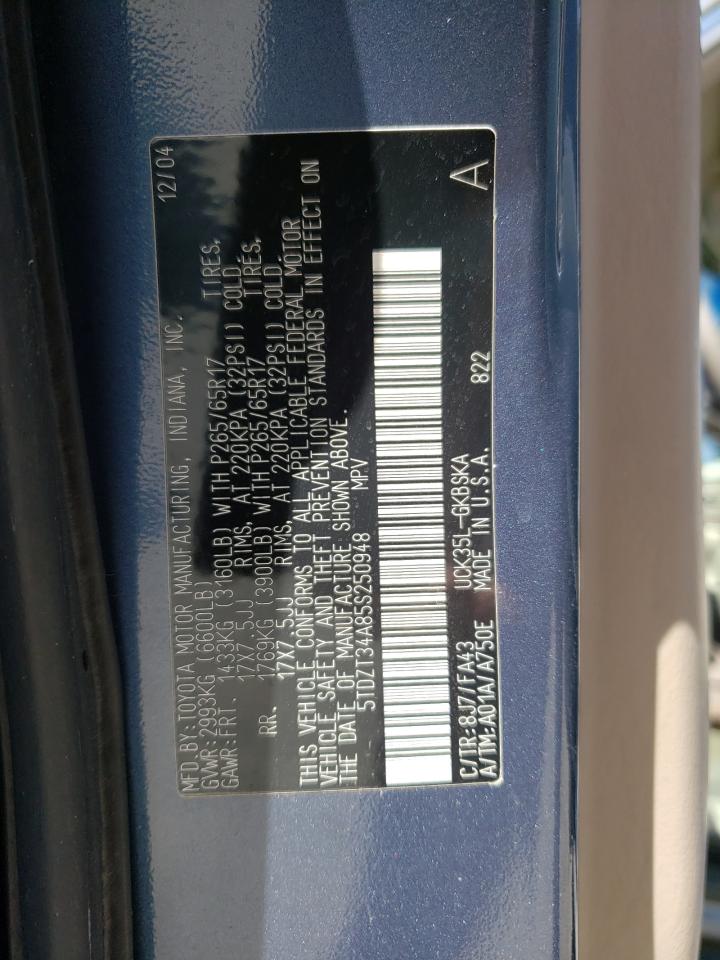 MFD. BY: TOYOTA MOTOR MANUFACTURING, INDIANA, INC. 12/04
GVWR: 2993KG (6600LB)
GAWR: FRT. 1433KG (3160LB) WITH P265/65R17 TIRES,
17X7.5JJ RIMS, AT 220KPA (32PSI) COLD
RR. 1769KG (3900LB) WITH P265/65R17 TIRES,
17X7.5JJ RIMS, AT 220KPA (32PSI) COLD.
THIS VEHICLE CONFORMS TO ALL APPLICABLE FEDERAL MOTOR
VEHICLE SAFETY AND THEFT PREVENTION STANDARDS IN EFFECT ON
THE DATE OF MANUFACTURE SHOWN ABOVE.
5TDZT34A85S250948 MPV
C/TR: 8J7/FA43 UCK35L-GKBSKA A
A/TM: A01A/A750E MADE IN U.S.A. 822